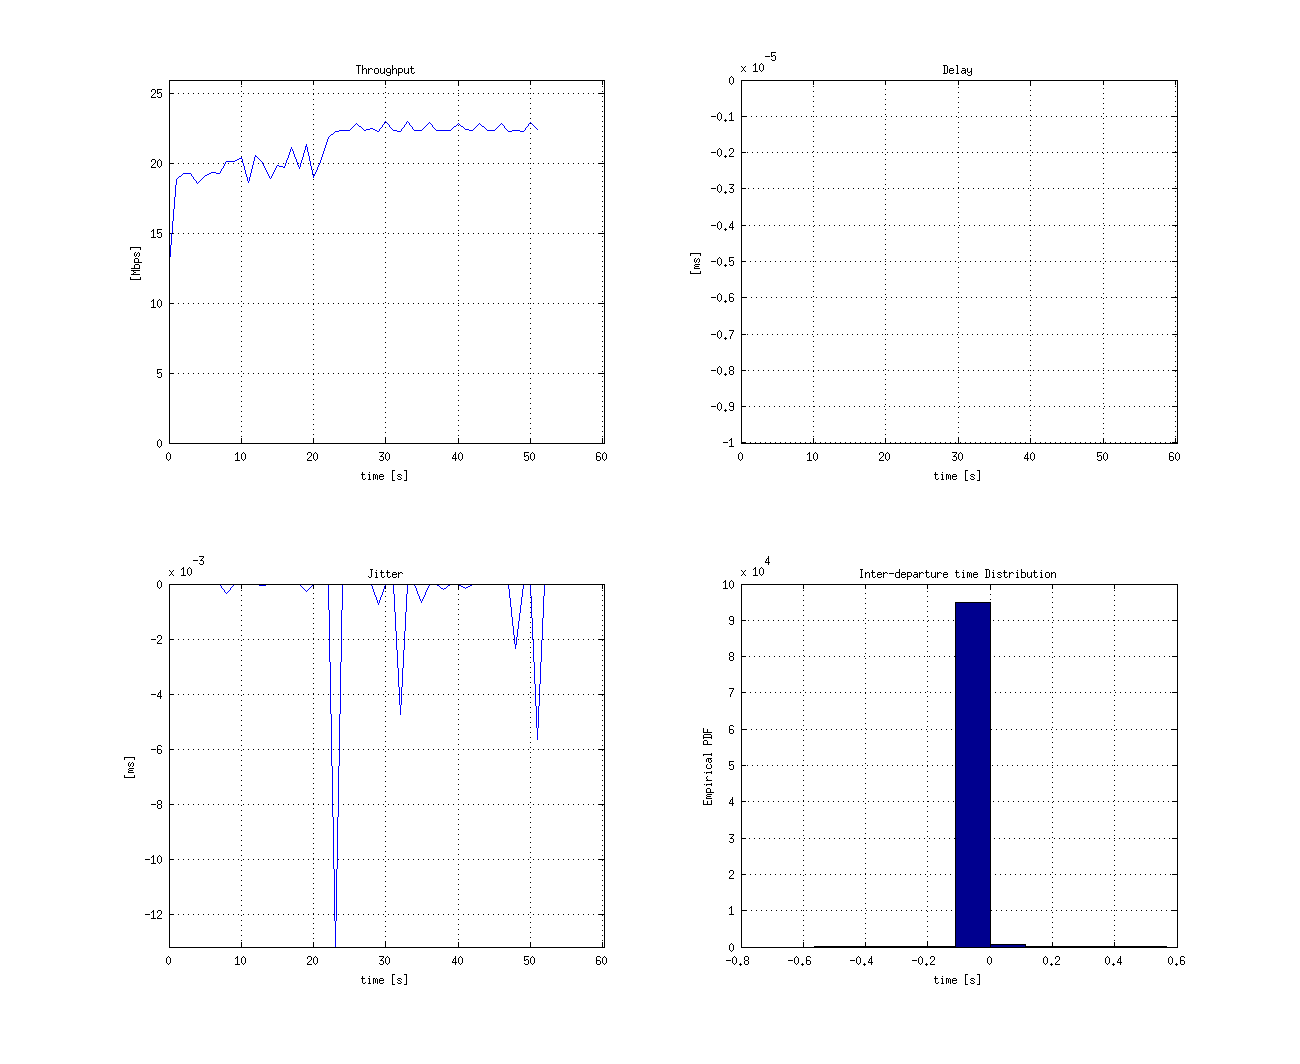 Throughput
25
20
15
10
5
0
[Mbps]
0 10 20 30 40 50 60
time [s]
x 10^-5
Delay
0
-0.1
-0.2
-0.3
-0.4
-0.5
-0.6
-0.7
-0.8
-0.9
-1
[ms]
0 10 20 30 40 50 60
time [s]
x 10^-3
Jitter
0
-2
-4
-6
-8
-10
-12
[ms]
0 10 20 30 40 50 60
time [s]
x 10^4
Inter-departure time Distribution
10
9
8
7
6
5
4
3
2
1
0
Empirical PDF
-0.8 -0.6 -0.4 -0.2 0 0.2 0.4 0.6
time [s]